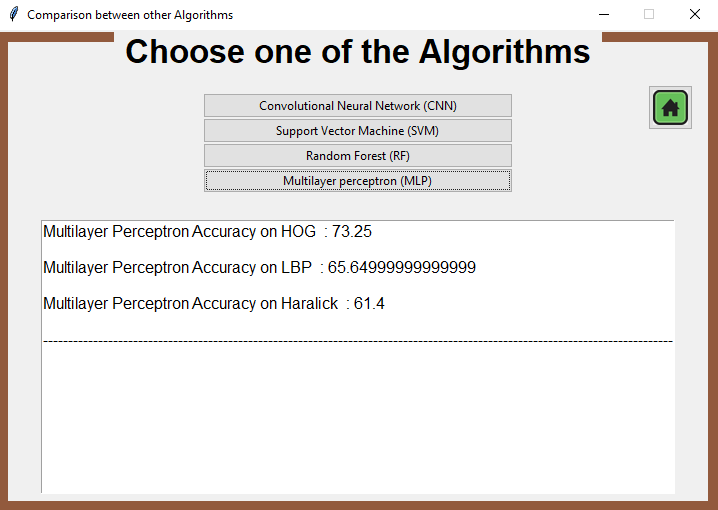 Comparison between other Algorithms
Choose one of the Algorithms
Convolutional Neural Network (CNN)
Support Vector Machine (SVM)
Random Forest (RF)
Multilayer perceptron (MLP)
Multilayer Perceptron Accuracy on HOG : 73.25
Multilayer Perceptron Accuracy on LBP : 65.64999999999999
Multilayer Perceptron Accuracy on Haralick : 61.4